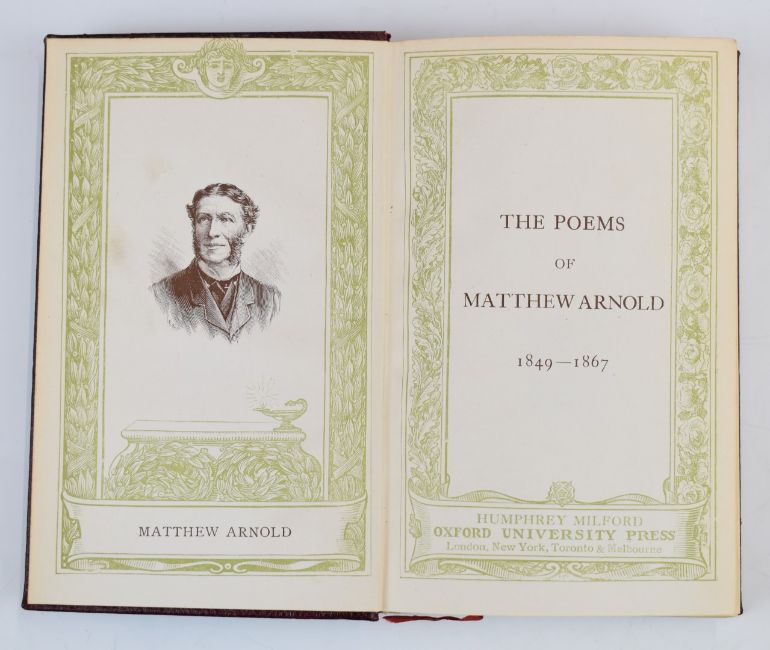 MATTHEW ARNOLD
THE POEMS
OF
MATTHEW ARNOLD
1849—1867
HUMPHREY MILFORD
OXFORD UNIVERSITY PRESS
London, New York, Toronto & Melbourne